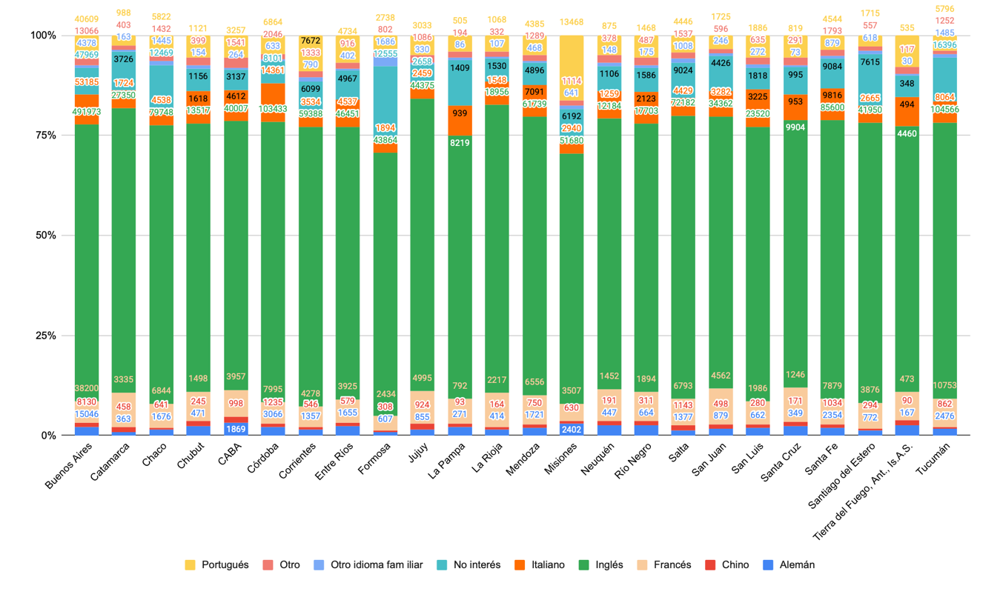 40609 988 5822 1121 3257 6864 7672 4734 2738 3033 505 1068 4385 13468 875 1468 4446 1725 1886 819 4544 1715 535 5796
13066 403 1432 399 1541 2046 1333 916 802 1086 194 332 1289 1114 378 487 1537 596 635 291 1793 557 117 1252
4378 163 1445 154 264 633 790 402 1686 330 86 107 468 641 148 175 1008 246 272 73 879 618 30 1485
47969 3726 12469 1156 3137 8101 6099 4967 12555 2658 1409 1530 4896 6192 1106 1586 9024 4426 1818 995 9084 7615 348 16396
53185 1724 4538 1618 4612 14361 3534 4537 1894 2459 939 1548 7091 2940 1259 2123 4429 3282 3225 953 9816 2665 494 8064
491973 27350 79748 13517 40007 103433 59388 46451 43864 44375 8219 18956 61739 51680 12184 17703 72182 34362 23520 9904 85600 41950 4460 104566
38200 3335 6844 1498 3957 7995 4278 3925 2434 4995 792 2217 6556 3507 1452 1894 6793 4562 1986 1246 7879 3876 473 10753
8130 458 641 245 998 1235 546 579 308 924 93 164 750 630 191 311 1143 498 280 171 1034 294 90 862
15046 363 1676 471 1869 3066 1357 1655 607 855 271 414 1721 2402 447 664 1377 879 662 349 2354 772 167 2476
100%
75%
50%
25%
0%
Buenos Aires
Catamarca
Chaco
Chubut
CABA
Córdoba
Corrientes
Entre Ríos
Formosa
Jujuy
La Pampa
La Rioja
Mendoza
Misiones
Neuquén
Río Negro
Salta
San Juan
San Luis
Santa Cruz
Santa Fe
Santiago del Estero
Tierra del Fuego, Ant., Is.A.S.
Tucumán
Portugués Otro Otro idioma fam iliar No interés Italiano Inglés Francés Chino Alemán